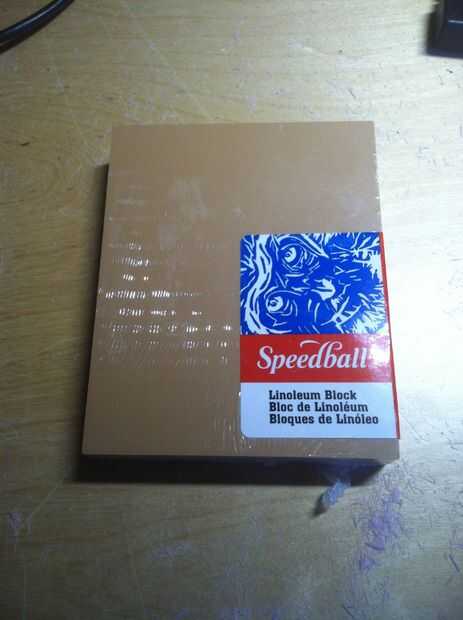 Speedball
Linoleum Block
Bloc de Linoléum
Bloques de Linóleo